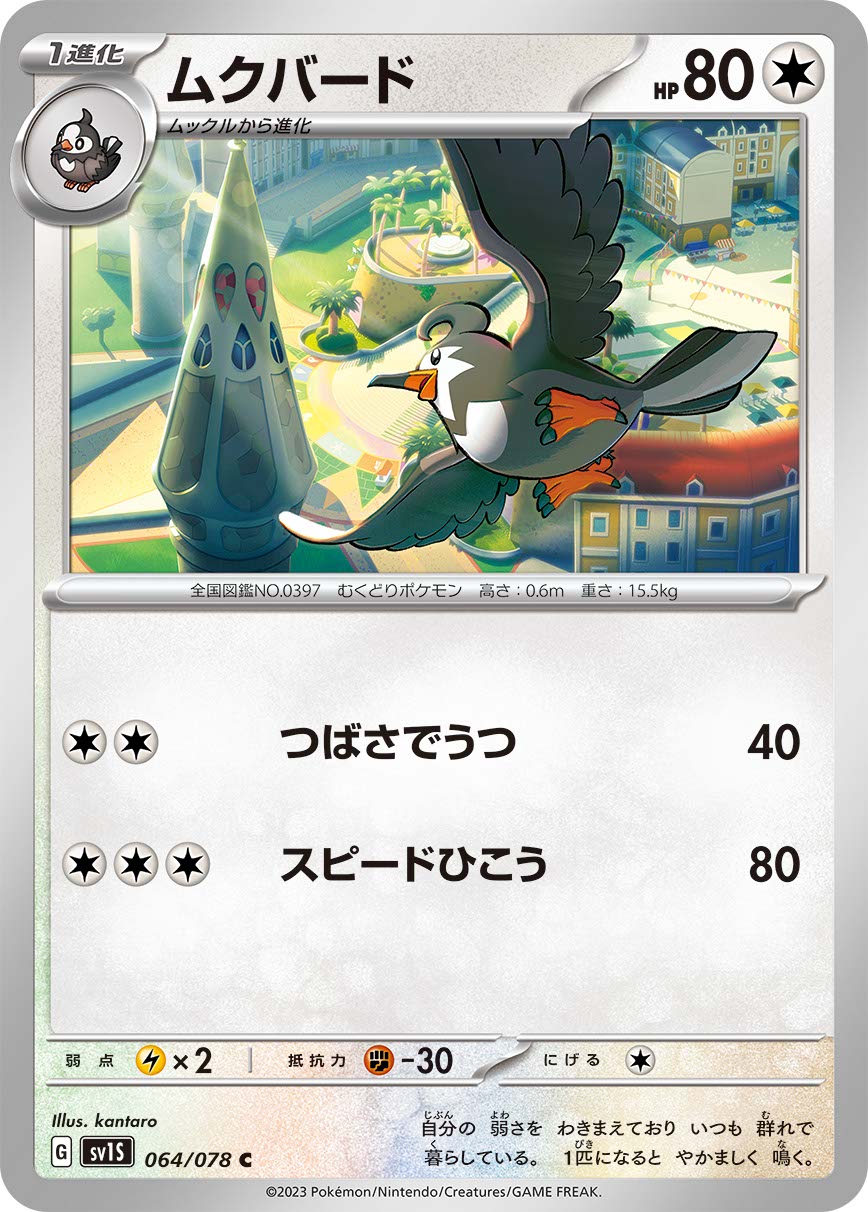 1進化
ムクバード
HP 80
ムックルから進化
全国図鑑NO.0397 むくどりポケモン 高さ:0.6m 重さ:15.5kg
つばさでうつ 40
スピードひこう 80
弱点 ×2 抵抗力 -30 にげる
Illus. kantaro
自分の 弱さを わきまえており いつも 群れで
暮らしている。 1匹になると やかましく 鳴く。
G sv1S 064/078 C
©2023 Pokémon/Nintendo/Creatures/GAME FREAK.